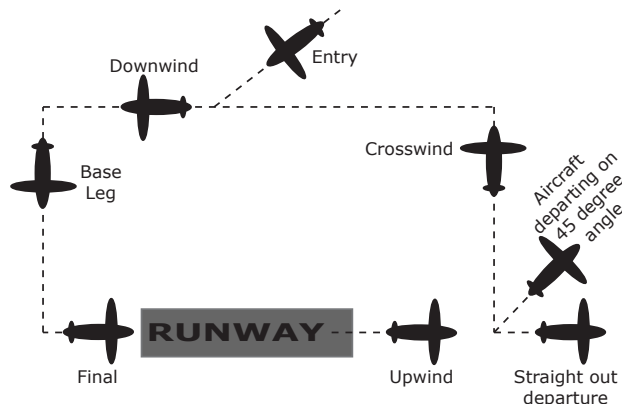 Entry
Downwind
Crosswind
Base
Leg
Aircraft
departing on
45 degree
angle
RUNWAY
Final
Upwind
Straight out
departure